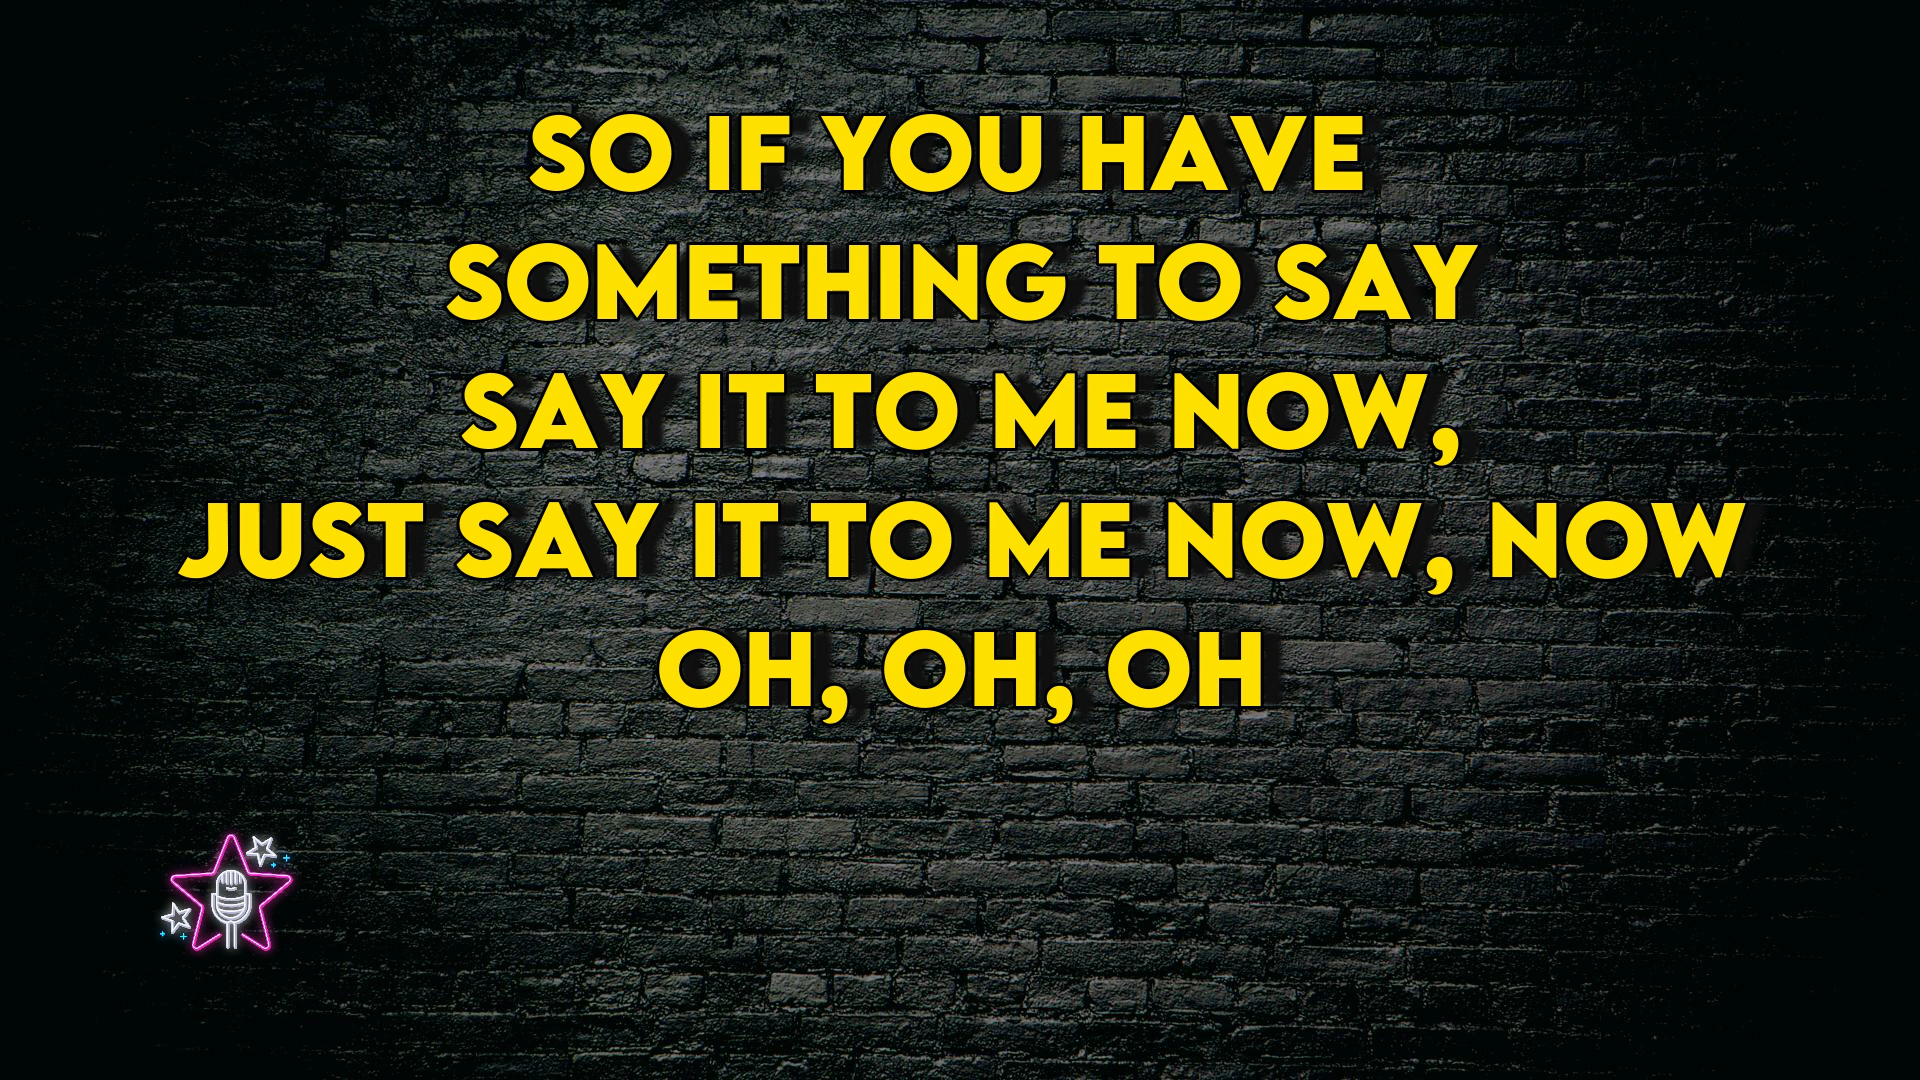 SO IF YOU HAVE
SOMETHING TO SAY
SAY IT TO ME NOW,
JUST SAY IT TO ME NOW, NOW
OH, OH, OH